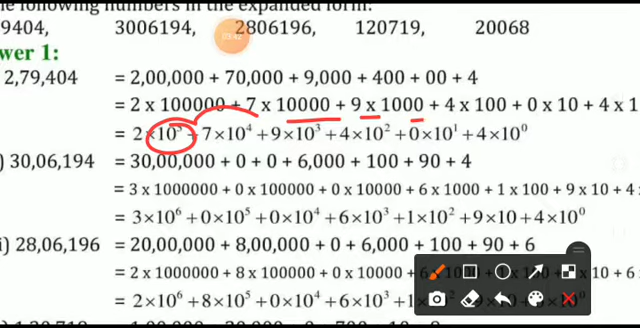 the following numbers in the expanded form:
9404, 3006194, 2806196, 120719, 20068
wer 1:
2,79,404 = 2,00,000 + 70,000 + 9,000 + 400 + 00 + 4
= 2 x 100000 + 7 x 10000 + 9 x 1000 + 4 x 100 + 0 x 10 + 4 x 1
= 2 ×10⁵ +7×10⁴ +9×10³ +4×10² +0×10¹ +4×10⁰
) 30,06,194 = 30,00,000 + 0 + 0 + 6,000 + 100 + 90 + 4
= 3 x 1000000 + 0 x 100000 + 0 x 10000 + 6 x 1000 + 1 x 100 + 9 x 10 + 4
= 3×10⁶ +0×10⁵ +0×10⁴ +6×10³ +1×10² +9×10 +4×10⁰
i) 28,06,196 = 20,00,000 + 8,00,000 + 0 + 6,000 + 100 + 90 + 6
= 2 x 1000000 + 8 x 100000 + 0 x 10000 + 6 x 10 + 6
= 2×10⁶ +8×10⁵ +0×10⁴ +6×10³ +1